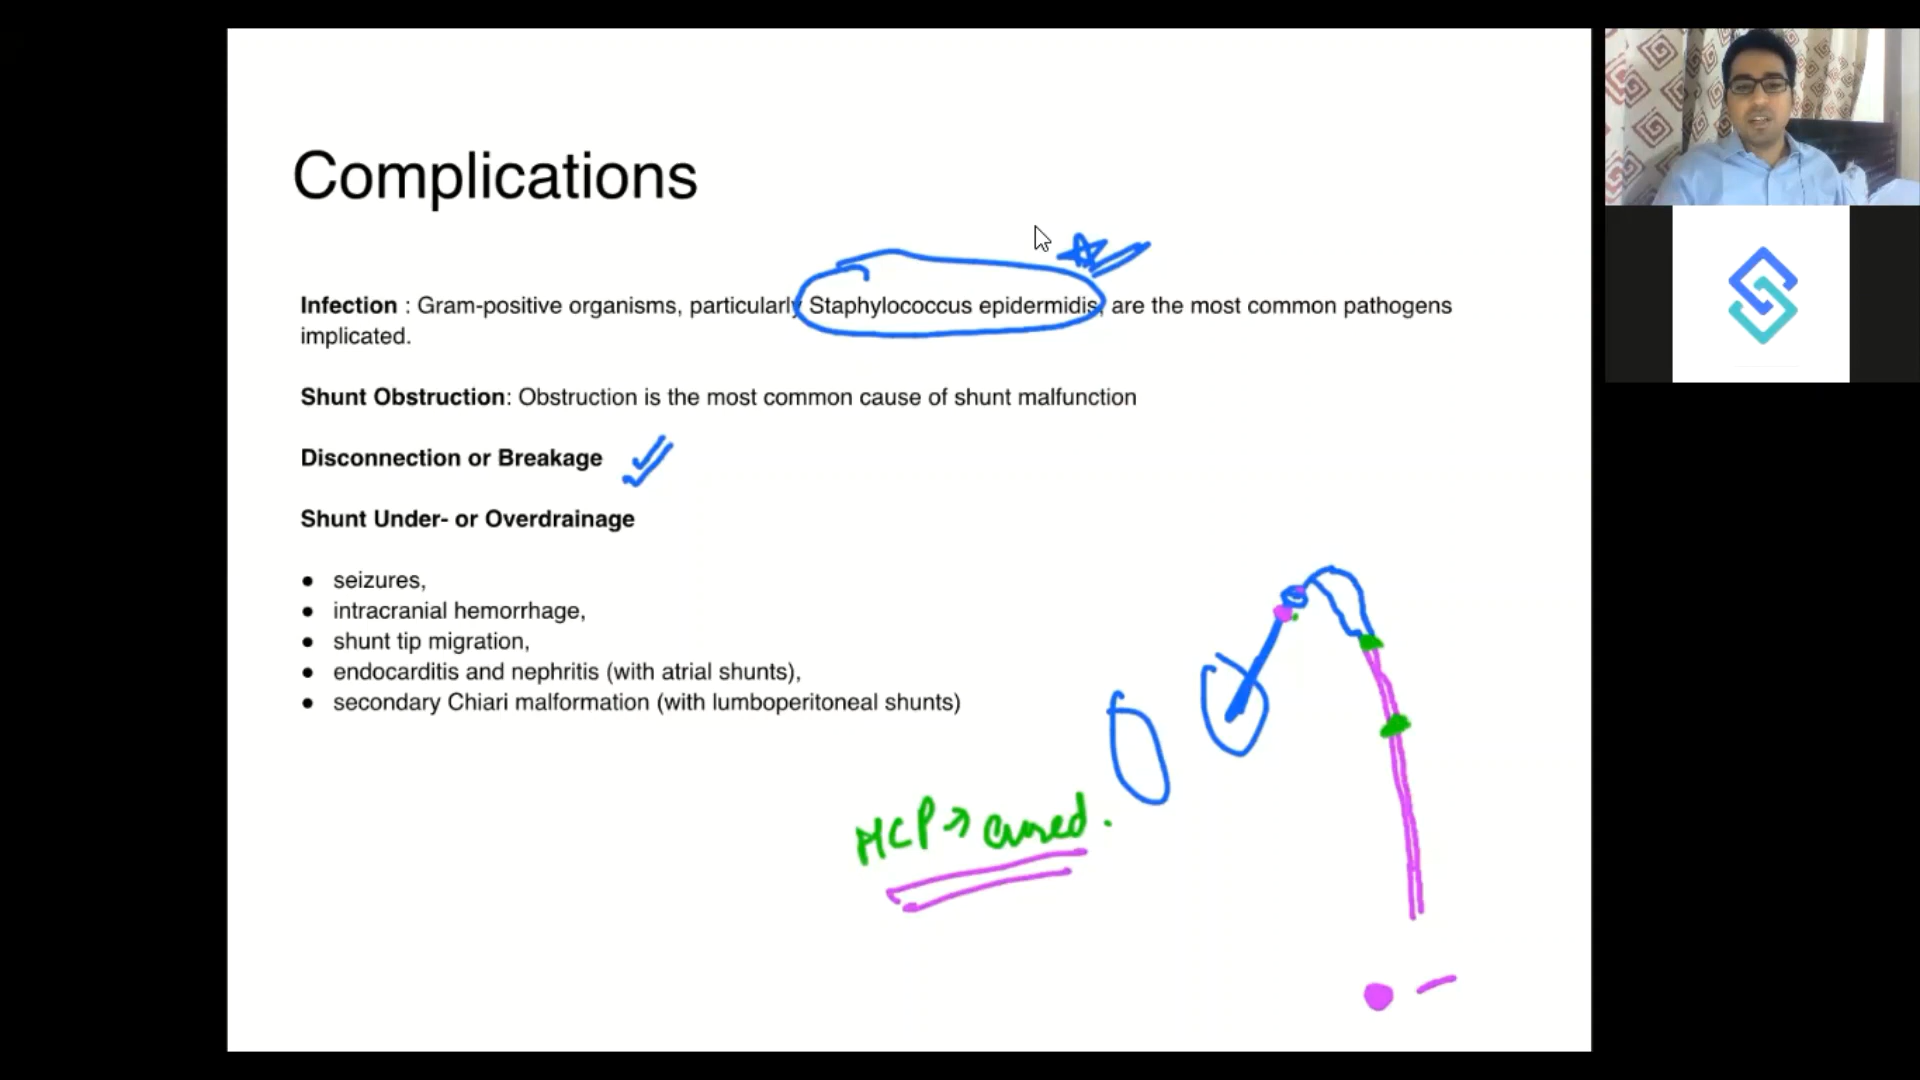 Complications
Infection : Gram-positive organisms, particularly Staphylococcus epidermidis, are the most common pathogens
implicated.
Shunt Obstruction: Obstruction is the most common cause of shunt malfunction
Disconnection or Breakage
Shunt Under- or Overdrainage
● seizures,
● intracranial hemorrhage,
● shunt tip migration,
● endocarditis and nephritis (with atrial shunts),
● secondary Chiari malformation (with lumboperitoneal shunts)
HCP →